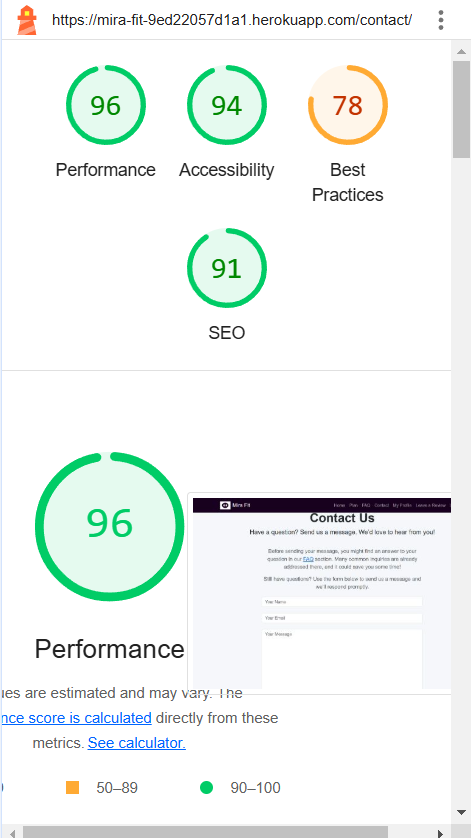 https://mira-fit-9ed22057d1a1.herokuapp.com/contact/
96
94
78
Performance
Accessibility
Best
Practices
91
SEO
96
Mira Fit
Home Plan FAQ Contact My Profile Leave a Review
Contact Us
Have a question? Send us a message. We'd love to hear from you!
Before sending your message, you might find an answer to your
question in our FAQ section. Many common inquiries are already
addressed there, and it could save you some time!
Still have questions? Use the form below to send us a message and
we'll respond promptly.
Your Name
Your Email
Your Message
Performance
are estimated and may vary. The
score is calculated directly from these
metrics. See calculator.
50–89
90–100